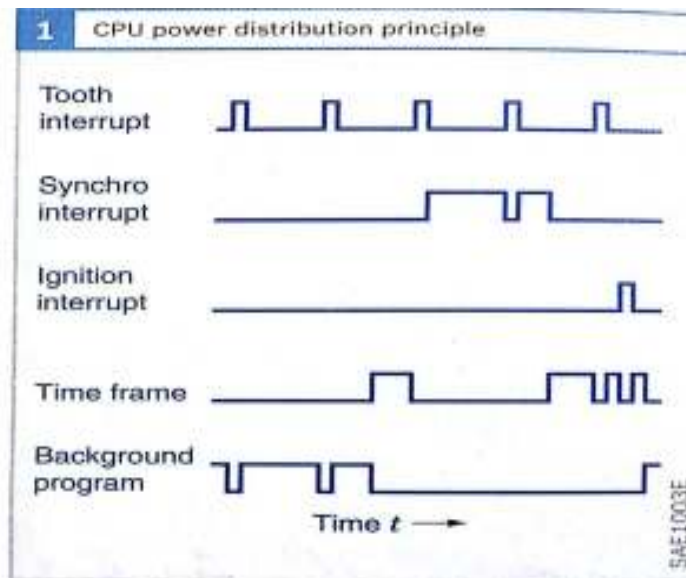 1 CPU power distribution principle
Tooth
interrupt
Synchro
interrupt
Ignition
interrupt
Time frame
Background
program
Time t
SAE1003E